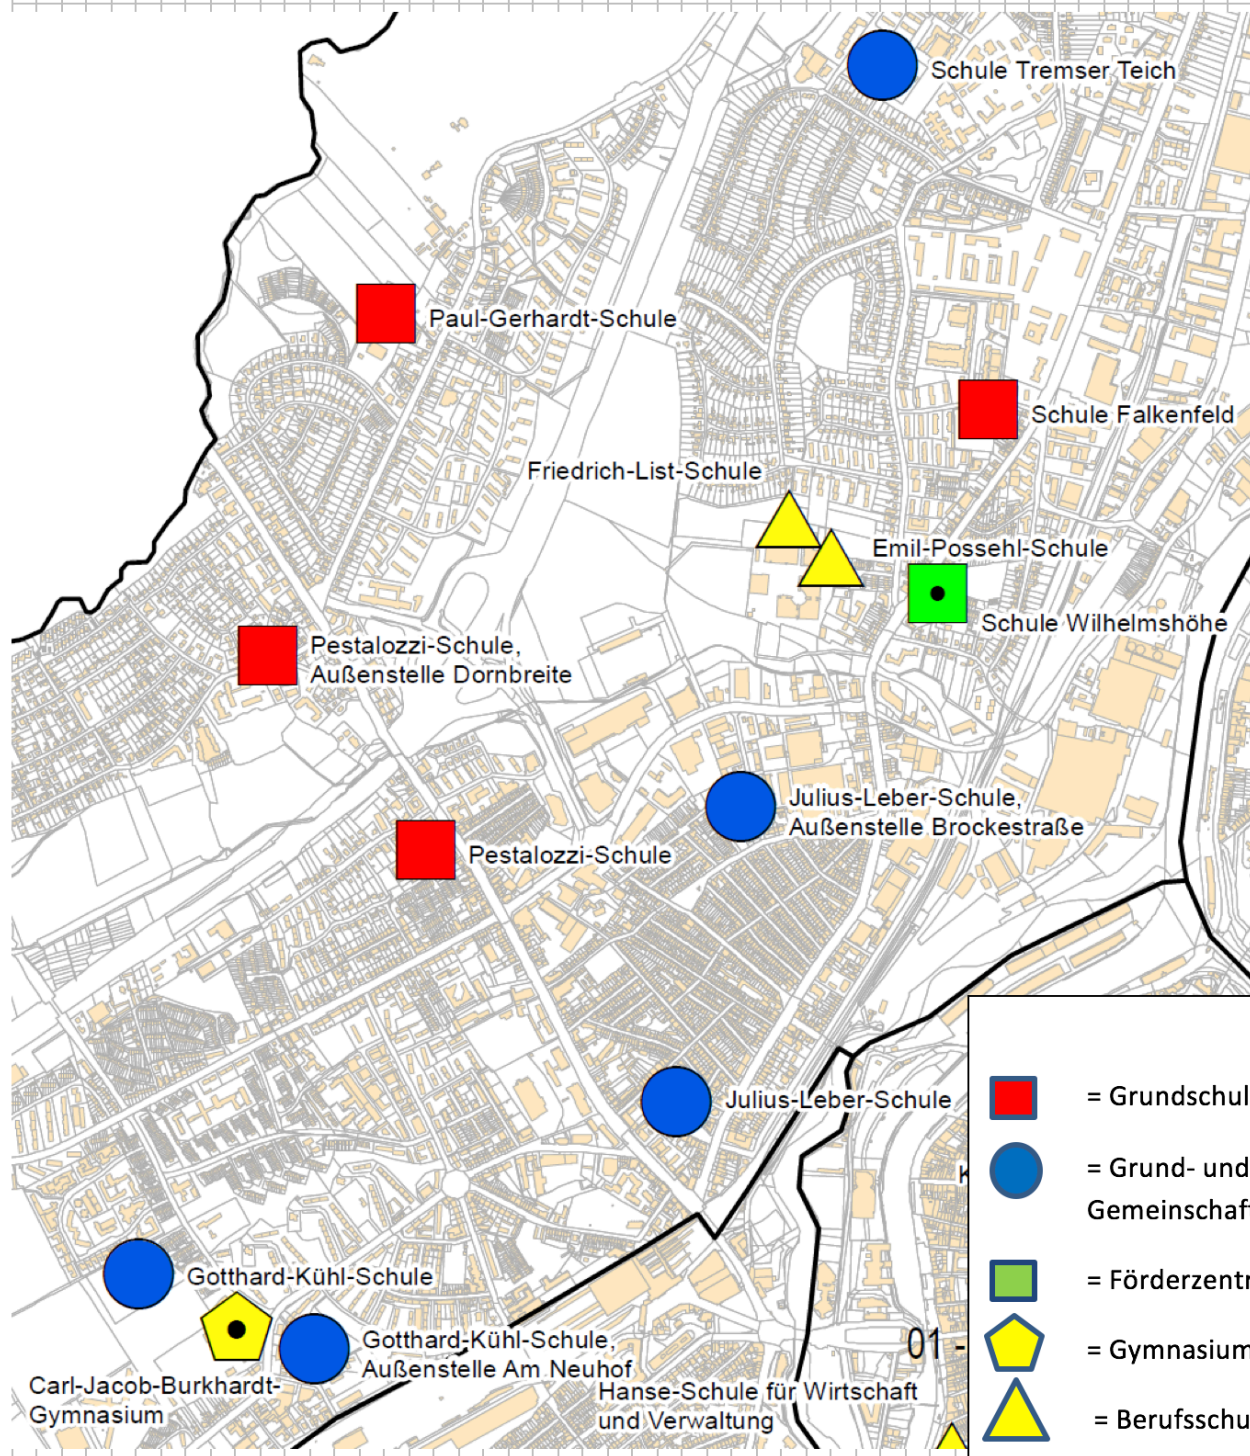 Schule Tremser Teich
Paul-Gerhardt-Schule
Schule Falkenfeld
Friedrich-List-Schule
Emil-Possehl-Schule
Schule Wilhelmshöhe
Pestalozzi-Schule,
Außenstelle Dornbreite
Julius-Leber-Schule,
Außenstelle Brockestraße
Pestalozzi-Schule
Julius-Leber-Schule
K
Gotthard-Kühl-Schule
Gotthard-Kühl-Schule,
Außenstelle Am Neuhof
Carl-Jacob-Burkhardt-
Gymnasium
Hanse-Schule für Wirtschaft
und Verwaltung
01 -
= Grundschul
= Grund- und
Gemeinschaf
= Förderzentr
= Gymnasium
= Berufsschu